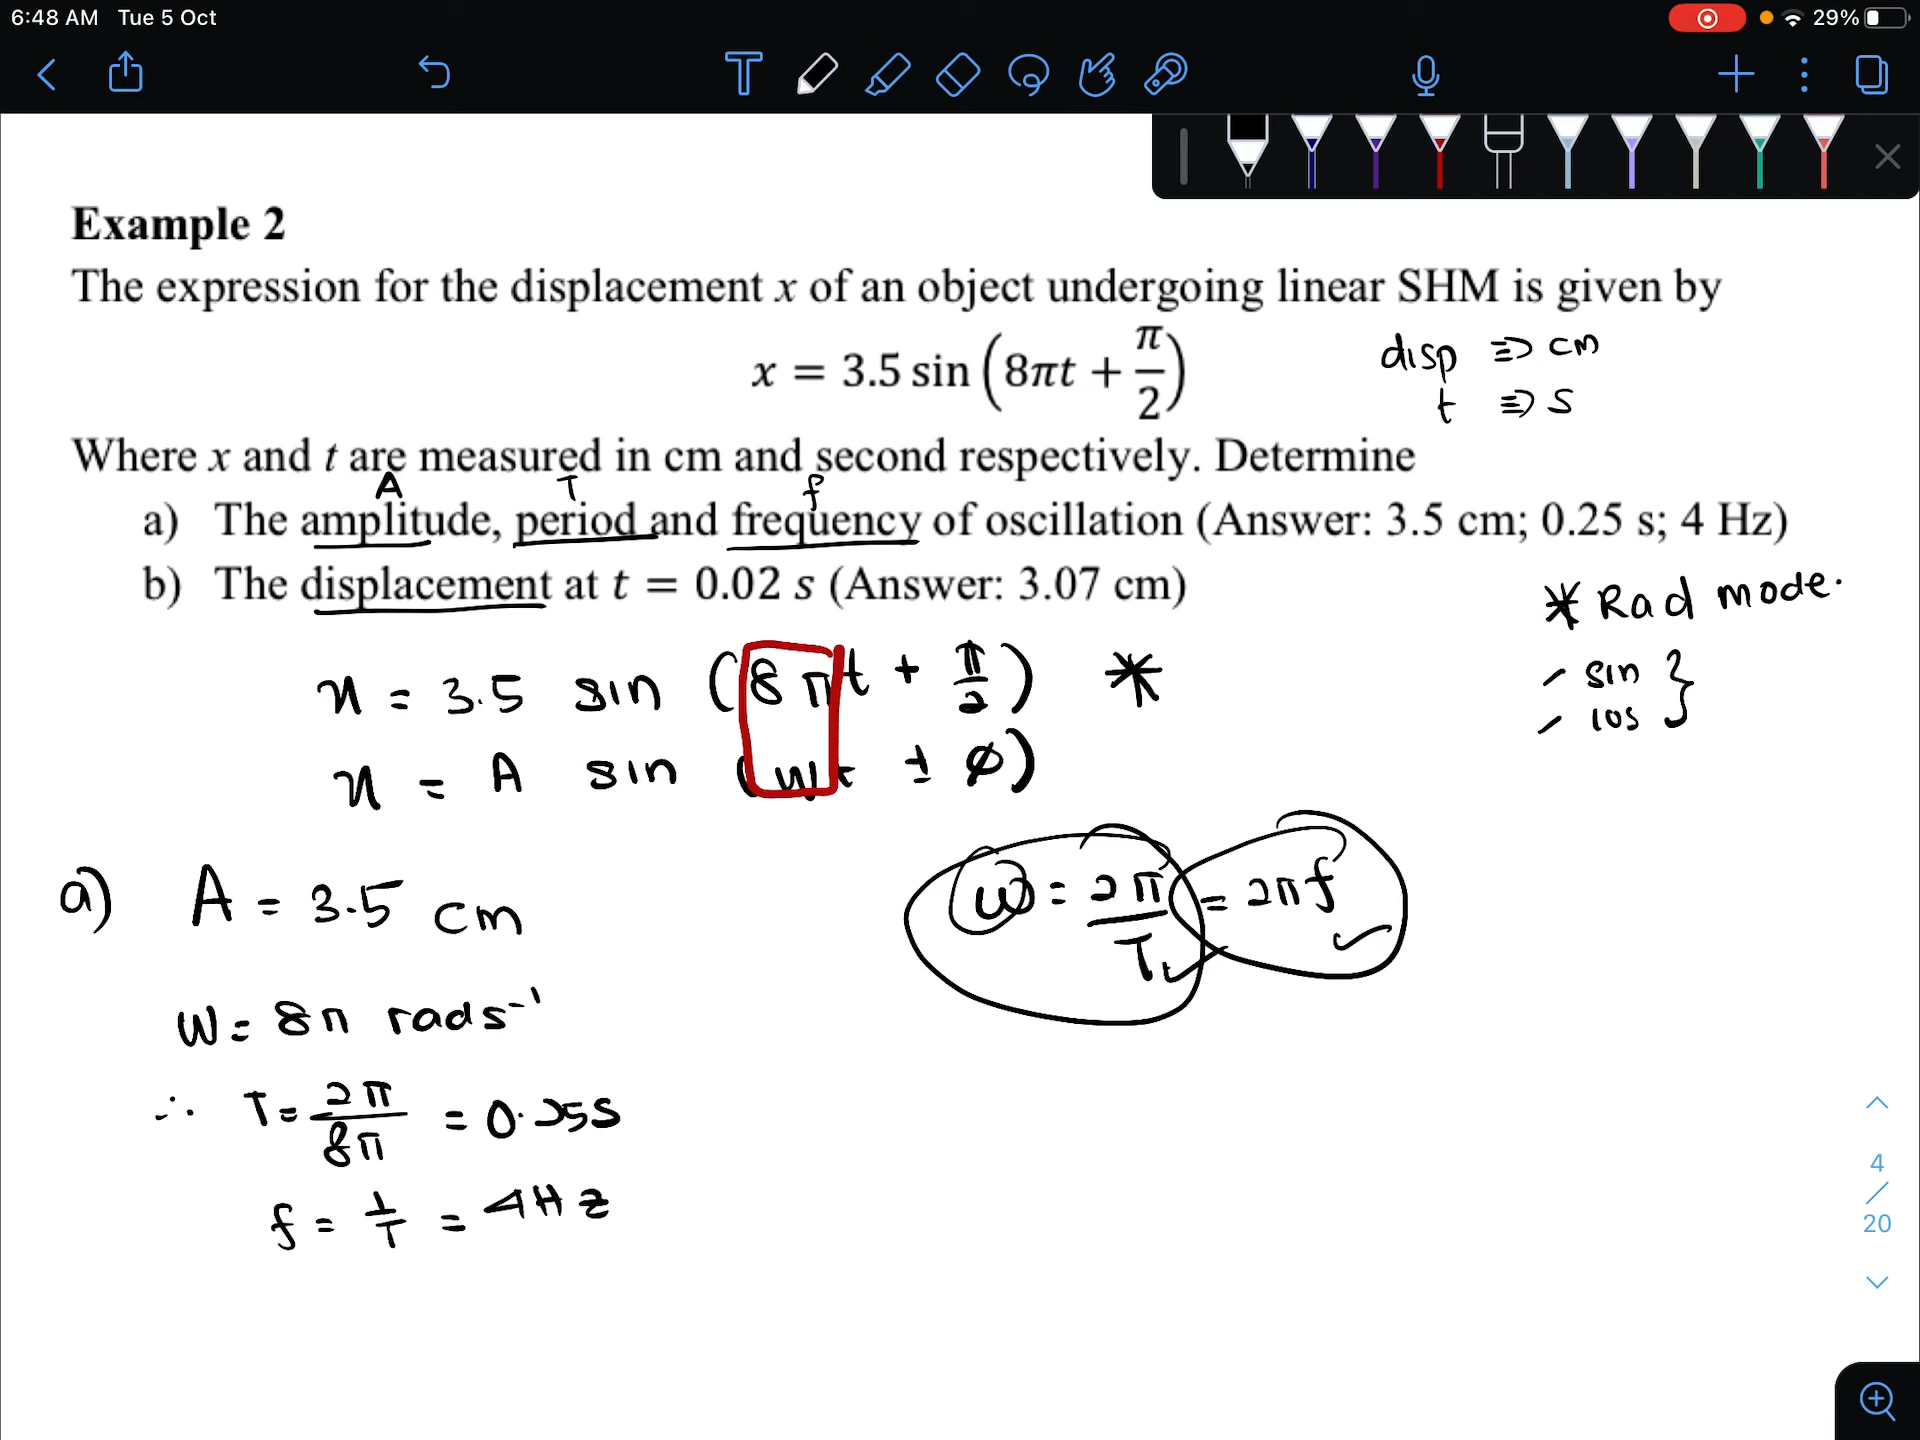 6:48 AM Tue 5 Oct 29%
Example 2
The expression for the displacement x of an object undergoing linear SHM is given by
x = 3.5 sin (8πt + π/2)
disp ⇒ cm
t ⇒ s
Where x and t are measured in cm and second respectively. Determine
A T f
a) The amplitude, period and frequency of oscillation (Answer: 3.5 cm; 0.25 s; 4 Hz)
b) The displacement at t = 0.02 s (Answer: 3.07 cm)
* Rad mode.
- sin }
- cos
x = 3.5 sin (8πt + π/2) *
x = A sin (ωt ± φ)
a) A = 3.5 cm
ω = 2π/T = 2πf
ω = 8π rad s⁻¹
∴ T = 2π/8π = 0.25s
f = 1/T = 4Hz
4
/
20